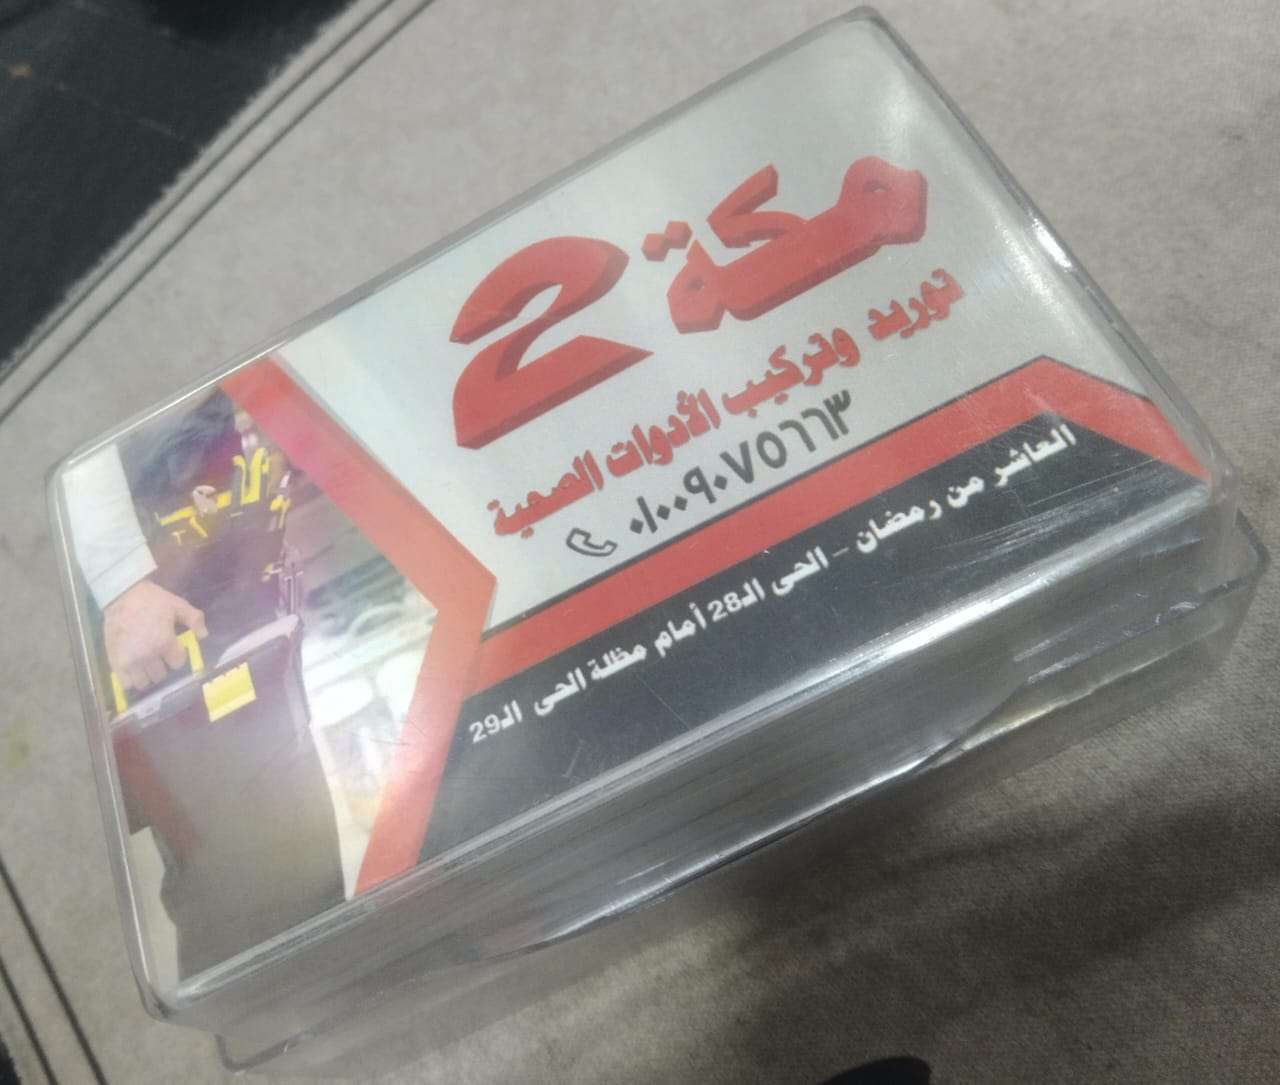 مكة 2
توريد وتركيب الأدوات الصحية
٠١٠٠٩٠٧٥٦٦٣
العاشر من رمضان - الحى الـ28 أمام مظلة الحى الـ29